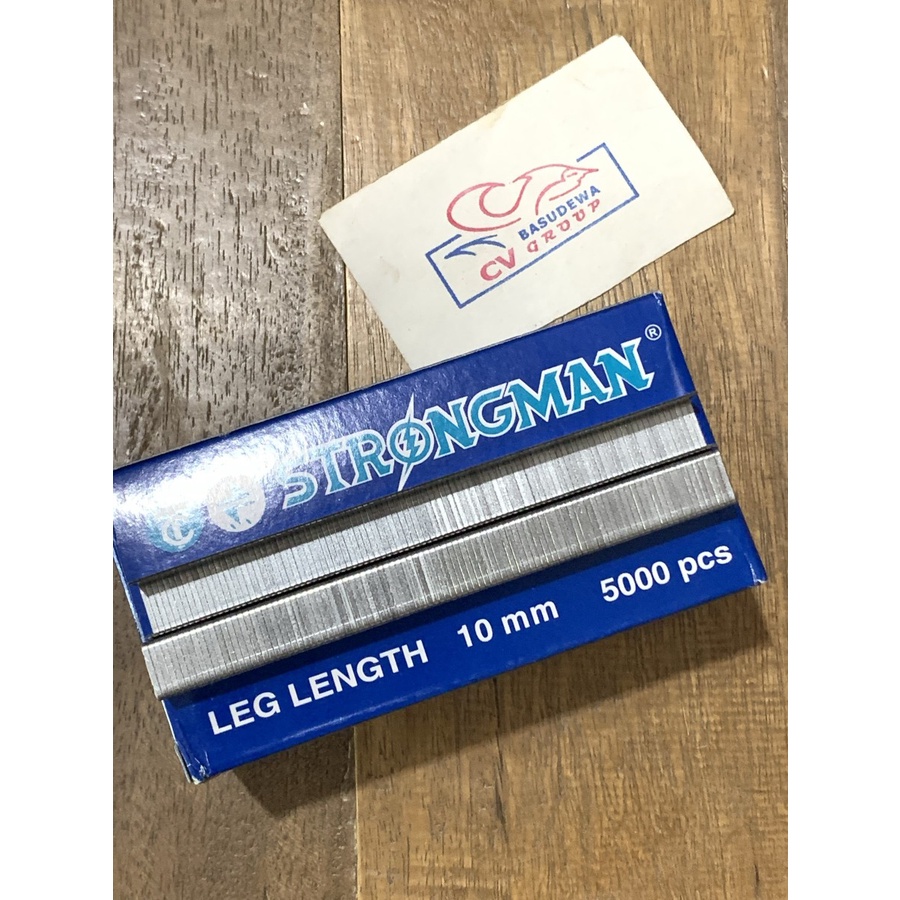 BASUDEWA
CV GROUP
STRONGMAN®
LEG LENGTH 10 mm 5000 pcs